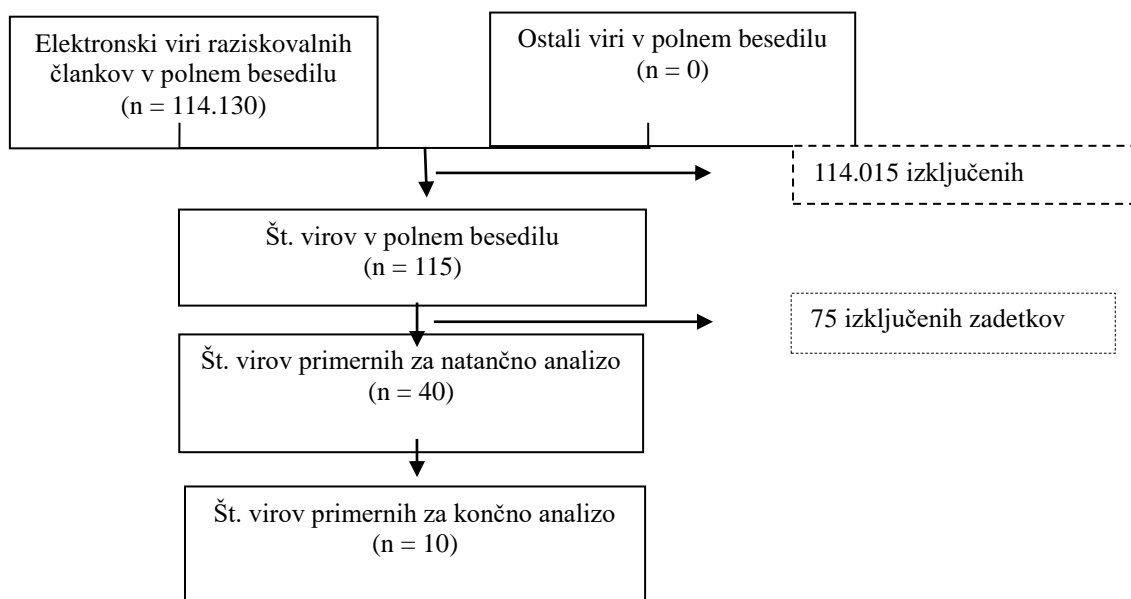 Elektronski viri raziskovalnih
člankov v polnem besedilu
(n = 114.130)
Ostali viri v polnem besedilu
(n = 0)
114.015 izključenih
Št. virov v polnem besedilu
(n = 115)
75 izključenih zadetkov
Št. virov primernih za natančno analizo
(n = 40)
Št. virov primernih za končno analizo
(n = 10)